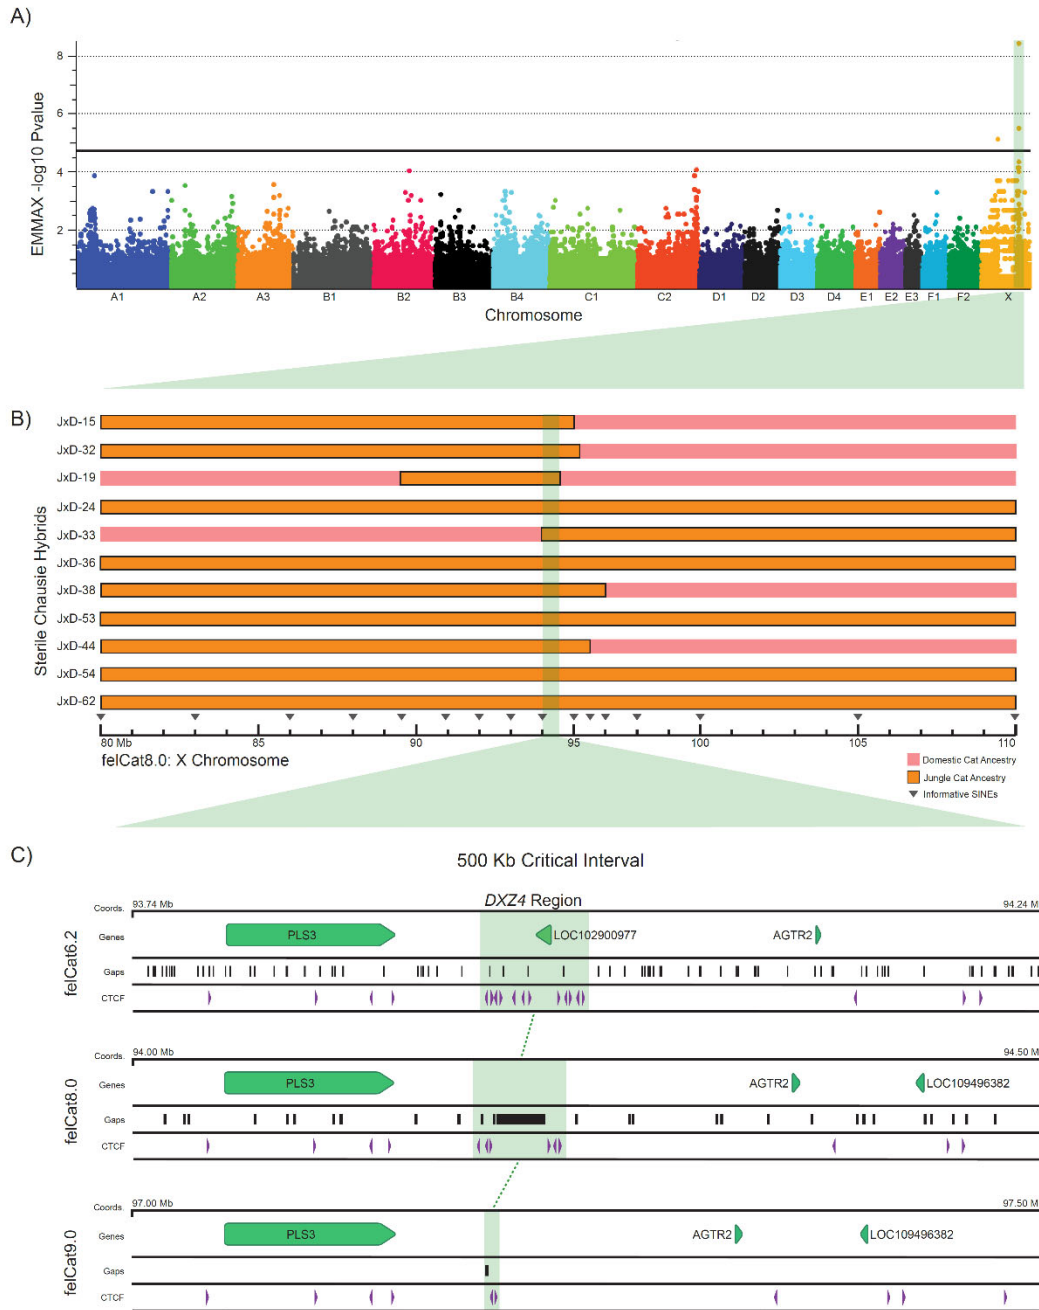 A)
EMMAX -log10 Pvalue
8
6
4
2
A1 A2 A3 B1 B2 B3 B4 C1 C2 D1 D2 D3 D4 E1 E2 E3 F1 F2 X
Chromosome
B)
Sterile Chausie Hybrids
JxD-15
JxD-32
JxD-19
JxD-24
JxD-33
JxD-36
JxD-38
JxD-53
JxD-44
JxD-54
JxD-62
80 Mb 85 90 95 100 105 110
felCat8.0: X Chromosome
Domestic Cat Ancestry
Jungle Cat Ancestry
Informative SINEs
C)
500 Kb Critical Interval
DXZ4 Region
felCat6.2
Coords. 93.74 Mb 94.24 M
Genes PLS3 LOC102900977 AGTR2
Gaps
CTCF
felCat8.0
Coords. 94.00 Mb 94.50 M
Genes PLS3 AGTR2 LOC109496382
Gaps
CTCF
felCat9.0
Coords. 97.00 Mb 97.50 M
Genes PLS3 AGTR2 LOC109496382
Gaps
CTCF